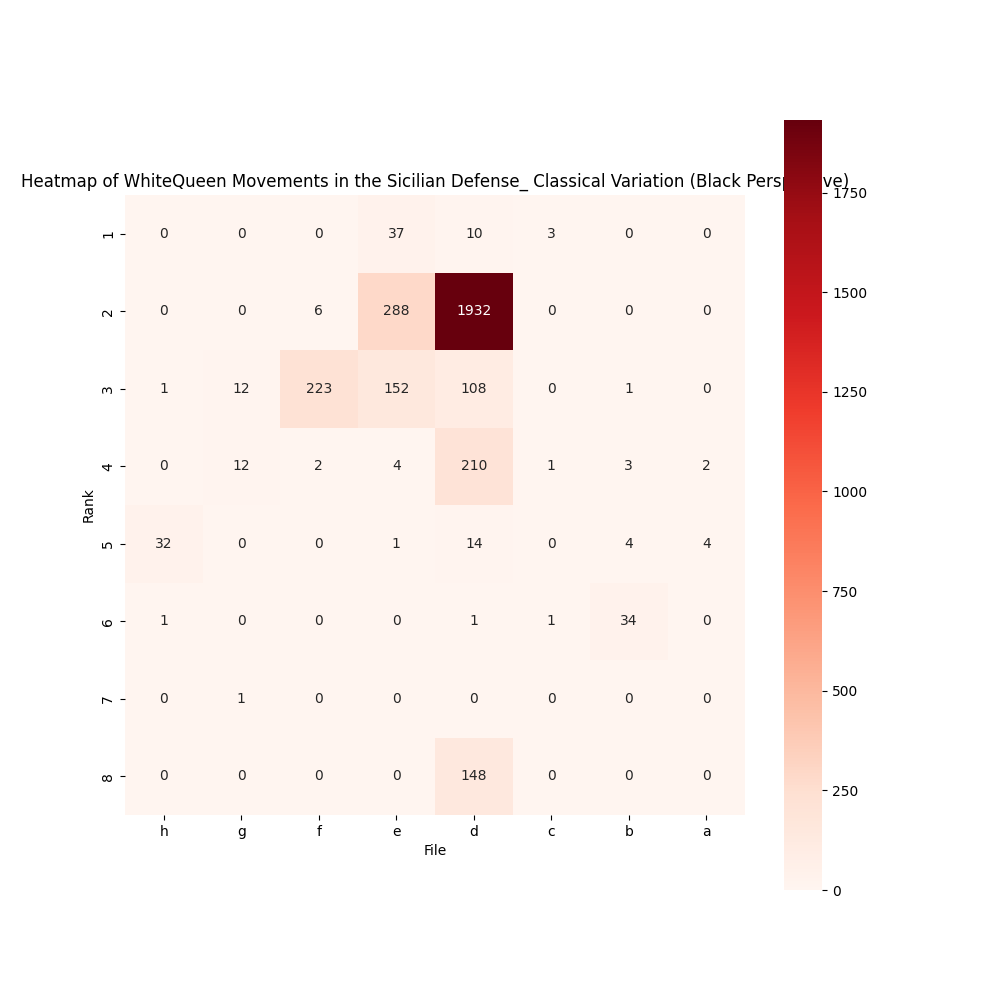 Heatmap of WhiteQueen Movements in the Sicilian Defense_ Classical Variation (Black Persp ve)
1750
1 0 0 0 37 10 3 0 0
2 0 0 6 288 1932 0 0 0
1500
3 1 12 223 152 108 0 1 0
1250
4 0 12 2 4 210 1 3 2
1000
Rank
5 32 0 0 1 14 0 4 4
750
6 1 0 0 0 1 1 34 0
7 0 1 0 0 0 0 0 0
500
8 0 0 0 0 148 0 0 0
250
h g f e d c b a
File
0